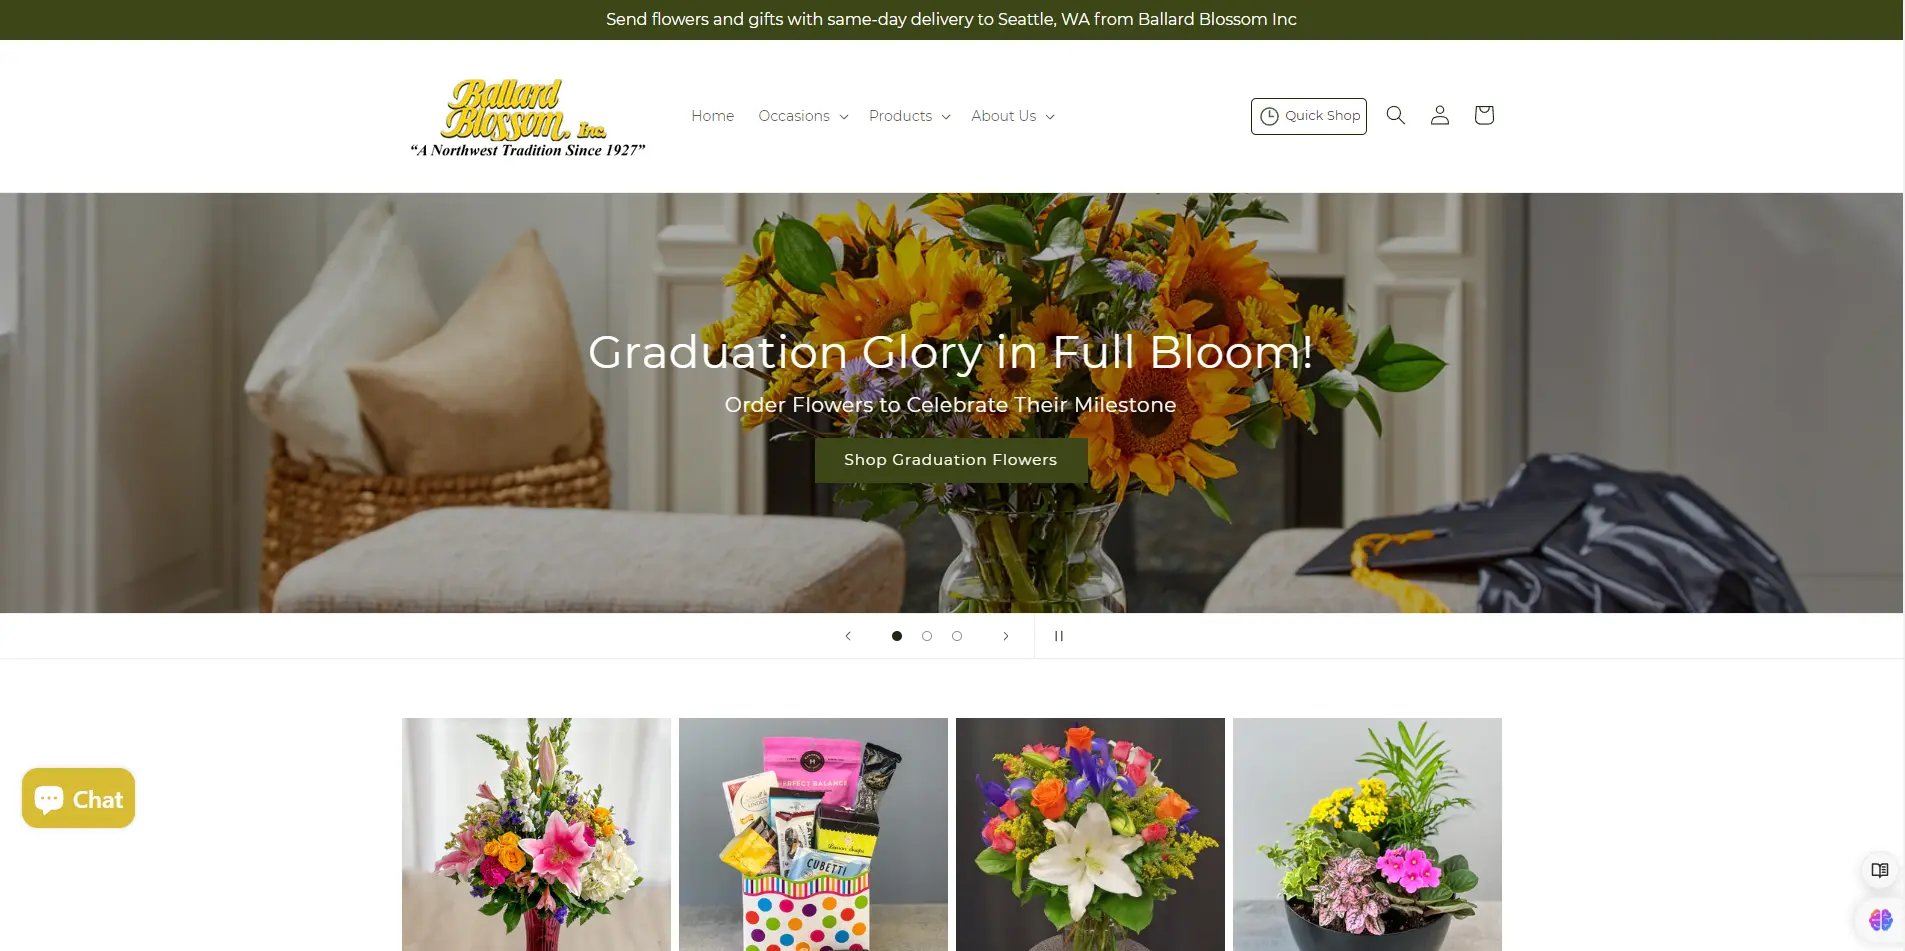 Send flowers and gifts with same-day delivery to Seattle, WA from Ballard Blossom Inc
Ballard
Blossom, Inc.
“A Northwest Tradition Since 1927”
Home
Occasions
Products
About Us
Quick Shop
Graduation Glory in Full Bloom!
Order Flowers to Celebrate Their Milestone
Shop Graduation Flowers
PERFECT BALANCE
CUBETTI
Chat